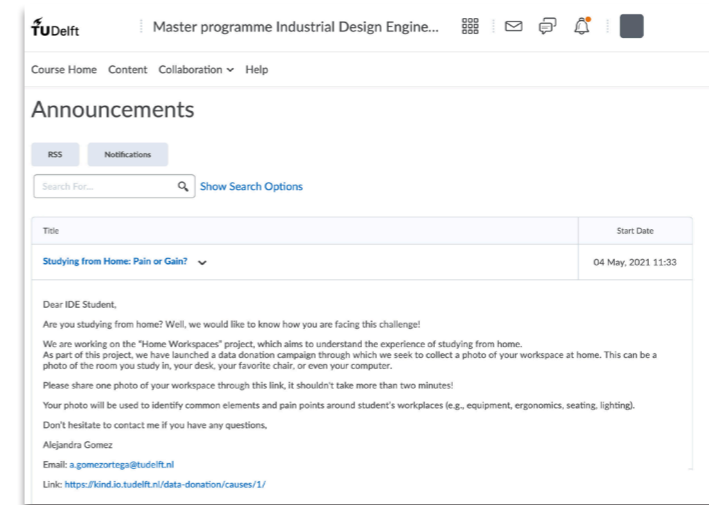 TUDelft
Master programme Industrial Design Engine...
Course Home Content Collaboration Help
Announcements
RSS Notifications
Search For... Show Search Options
Title Start Date
Studying from Home: Pain or Gain? 04 May, 2021 11:33
Dear IDE Student,
Are you studying from home? Well, we would like to know how you are facing this challenge!
We are working on the "Home Workspaces" project, which aims to understand the experience of studying from home.
As part of this project, we have launched a data donation campaign through which we seek to collect a photo of your workspace at home. This can be a
photo of the room you study in, your desk, your favorite chair, or even your computer.
Please share one photo of your workspace through this link, it shouldn't take more than two minutes!
Your photo will be used to identify common elements and pain points around student's workplaces (e.g., equipment, ergonomics, seating, lighting).
Don't hesitate to contact me if you have any questions,
Alejandra Gomez
Email: a.gomezortega@tudelft.nl
Link: https://kind.io.tudelft.nl/data-donation/causes/1/